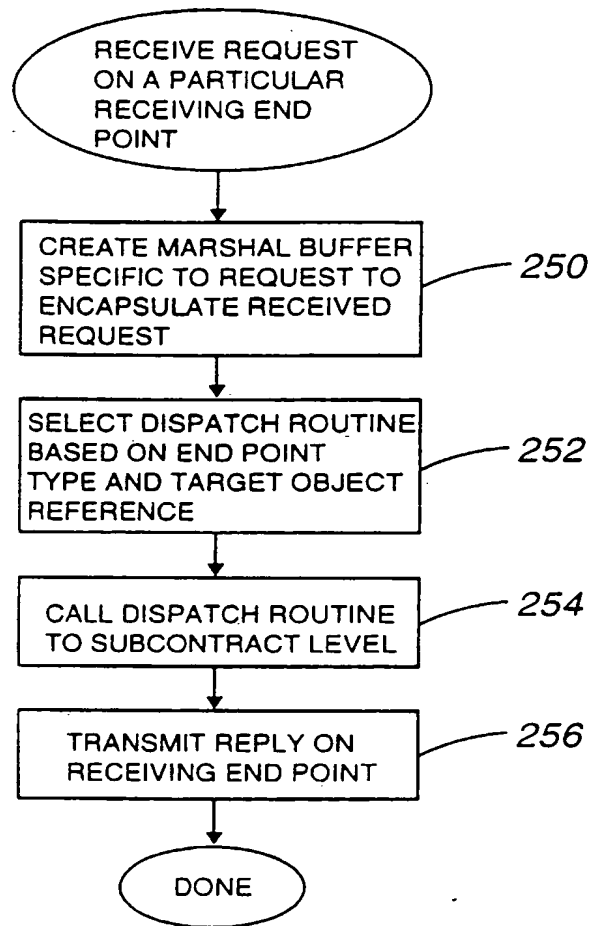 RECEIVE REQUEST
ON A PARTICULAR
RECEIVING END
POINT
CREATE MARSHAL BUFFER
SPECIFIC TO REQUEST TO
ENCAPSULATE RECEIVED
REQUEST
250
SELECT DISPATCH ROUTINE
BASED ON END POINT
TYPE AND TARGET OBJECT
REFERENCE
252
CALL DISPATCH ROUTINE
TO SUBCONTRACT LEVEL
254
TRANSMIT REPLY ON
RECEIVING END POINT
256
DONE